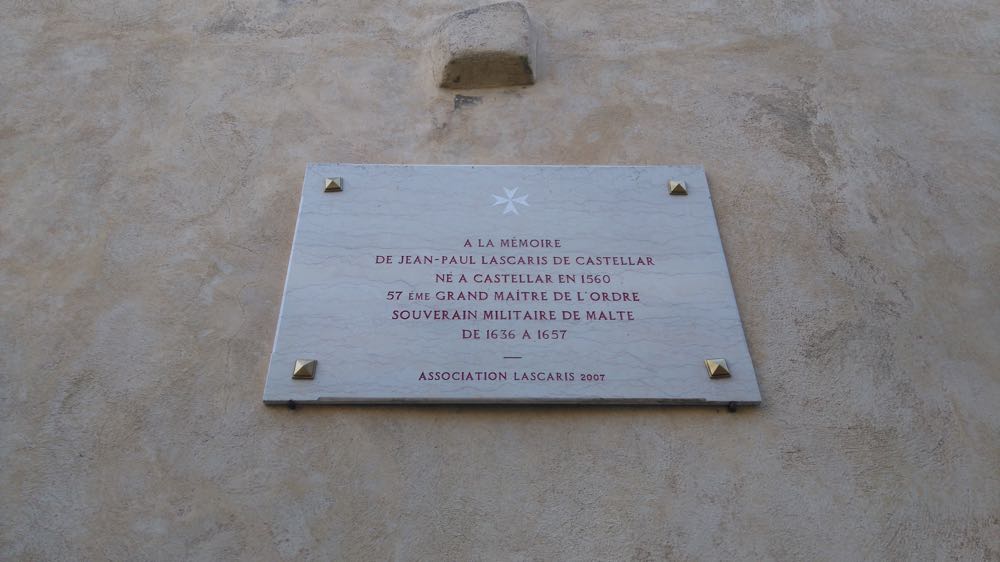 A LA MÉMOIRE
DE JEAN-PAUL LASCARIS DE CASTELLAR
NÉ A CASTELLAR EN 1560
57 ÉME GRAND MAÎTRE DE L'ORDRE
SOUVERAIN MILITAIRE DE MALTE
DE 1636 A 1657
ASSOCIATION LASCARIS 2007